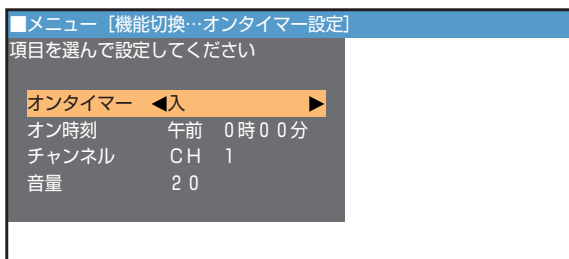 ■メニュー［機能切換…オンタイマー設定］
項目を選んで設定してください
オンタイマー ◀入 ▶
オン時刻 午前 ０時００分
チャンネル ＣＨ １
音量 ２０